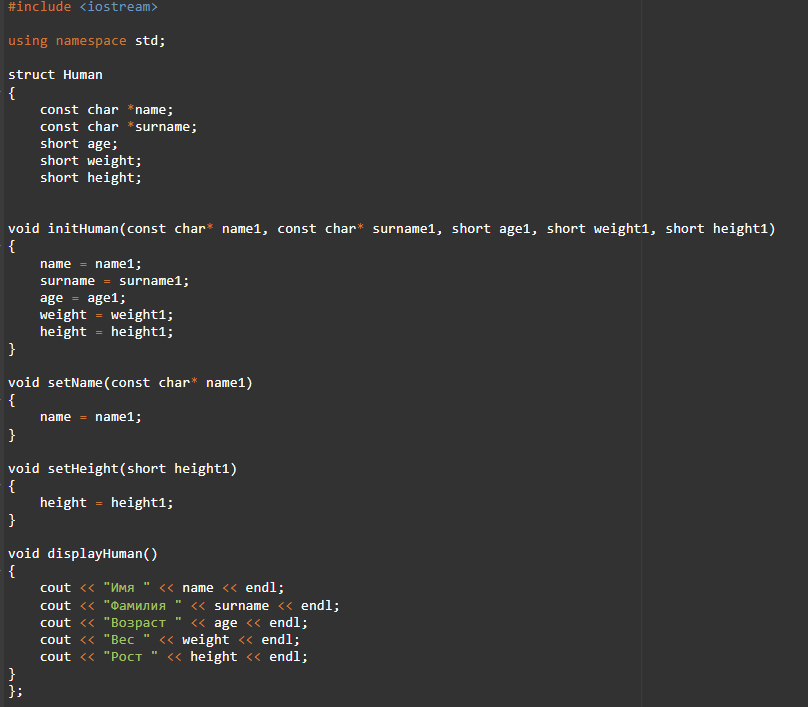 #include <iostream>
using namespace std;
struct Human
{
const char *name;
const char *surname;
short age;
short weight;
short height;
void initHuman(const char* name1, const char* surname1, short age1, short weight1, short height1)
{
name = name1;
surname = surname1;
age = age1;
weight = weight1;
height = height1;
}
void setName(const char* name1)
{
name = name1;
}
void setHeight(short height1)
{
height = height1;
}
void displayHuman()
{
cout << "Имя " << name << endl;
cout << "Фамилия " << surname << endl;
cout << "Возраст " << age << endl;
cout << "Вес " << weight << endl;
cout << "Рост " << height << endl;
}
};